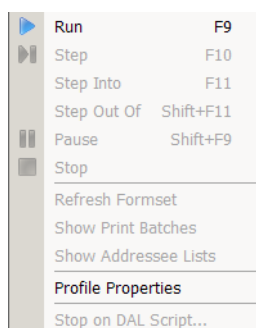 Run F9
Step F10
Step Into F11
Step Out Of Shift+F11
Pause Shift+F9
Stop
Refresh Formset
Show Print Batches
Show Addressee Lists
Profile Properties
Stop on DAL Script...